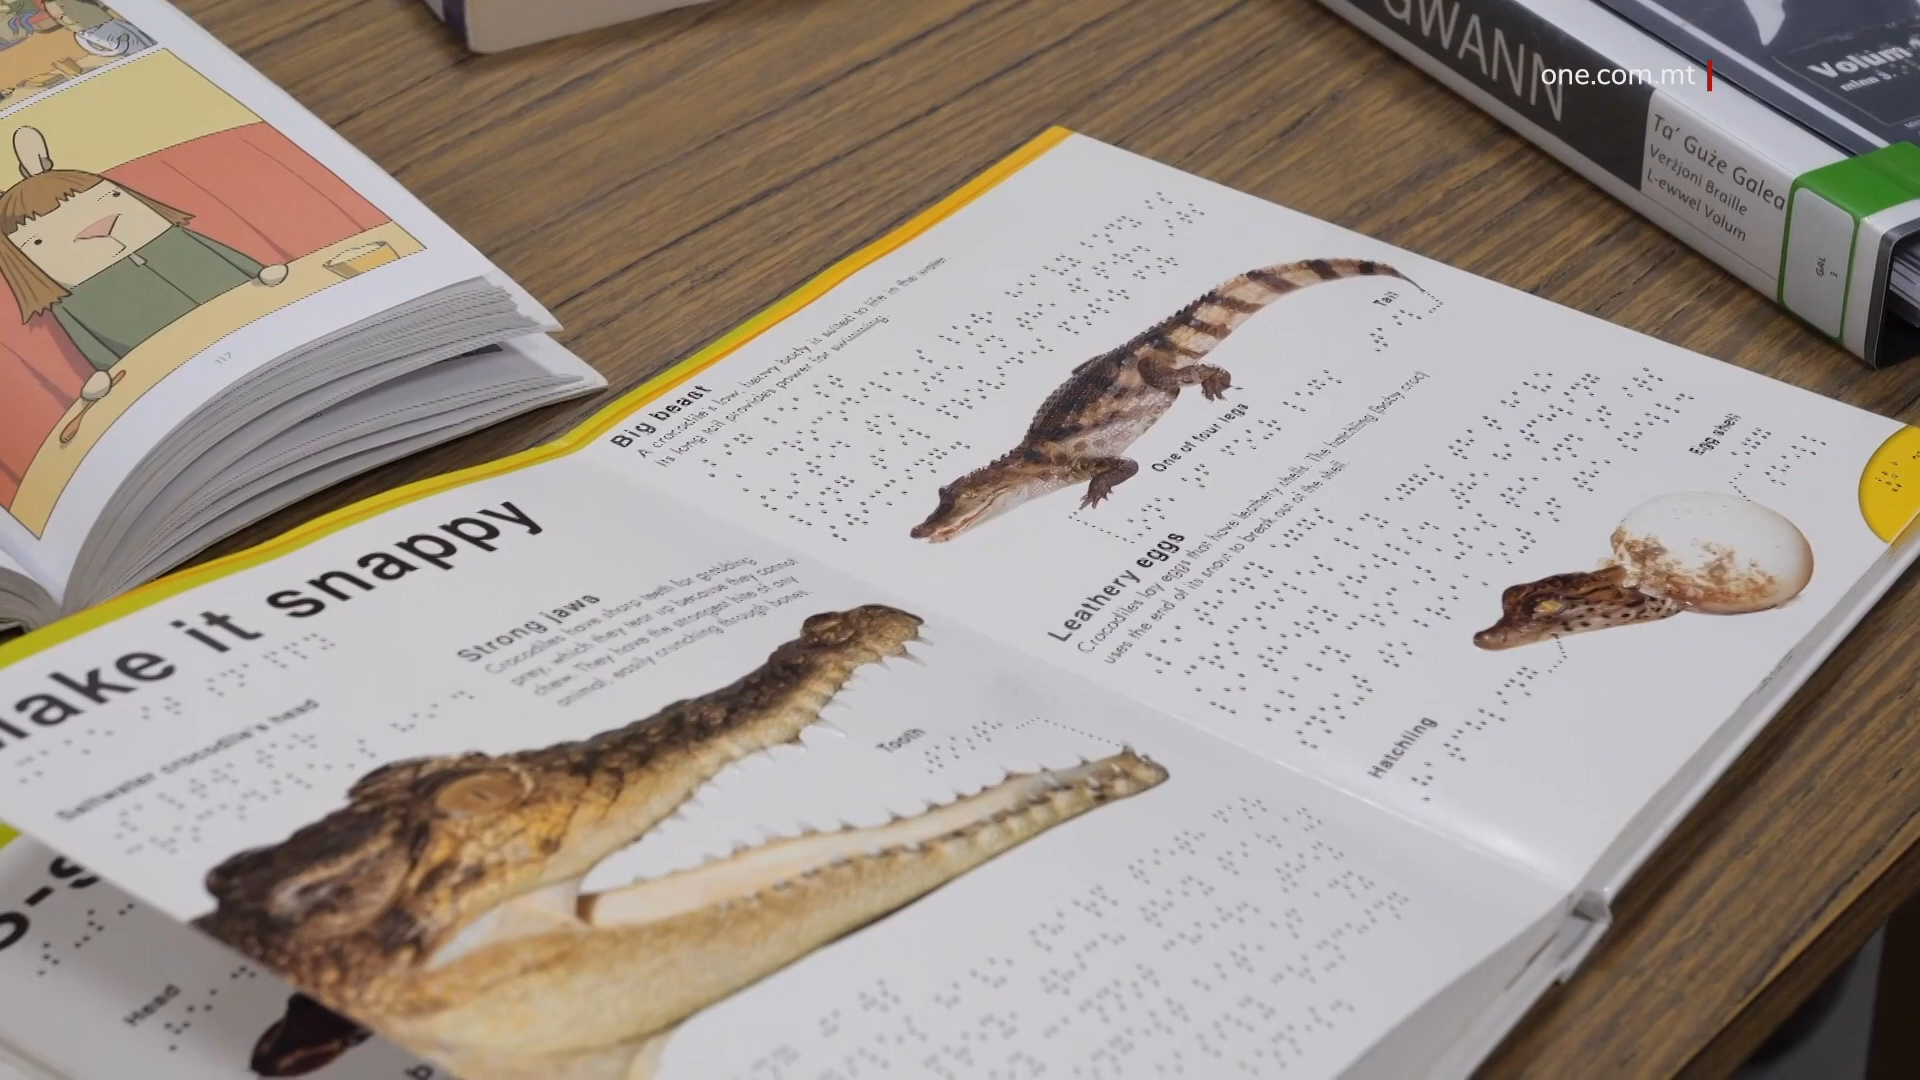 one.com.mt
GWANN
Ta' Ġuże Galea
Verżjoni Braille
L-ewwel Volum
GAL
1
Volum
117
Big beast
A crocodile's low, heavy body is suited to life in the water.
Its long tail provides power for swimming.
Tail
One of four legs
Leathery eggs
Crocodiles lay eggs that have leathery shells. The hatchling (baby croc)
uses the end of its snout to break out of the shell.
Egg shell
Hatchling
Make it snappy
Strong jaws
Crocodiles have sharp teeth for grabbing
prey, which they tear up because they cannot
chew. They have the strongest bite of any
animal, easily crunching through bones.
Saltwater crocodile's head
Tooth
Head